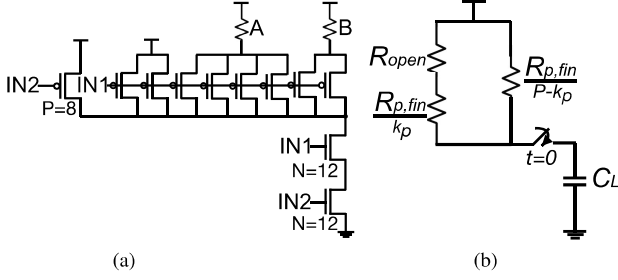 A
B
IN2
IN1
P=8
IN1
N=12
IN2
N=12
(a)
R_open
R_p,fin
k_p
R_p,fin
P-k_p
t=0
C_L
(b)